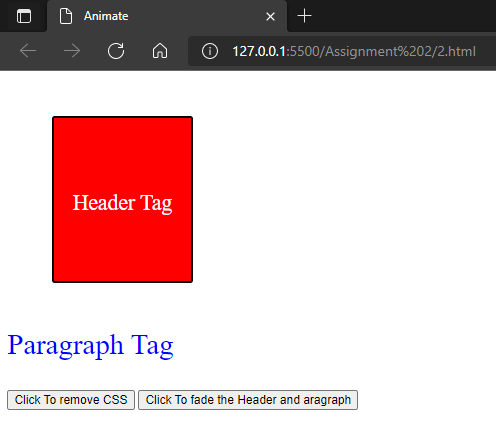 Animate
127.0.0.1:5500/Assignment%202/2.html
Header Tag
Paragraph Tag
Click To remove CSS Click To fade the Header and aragraph